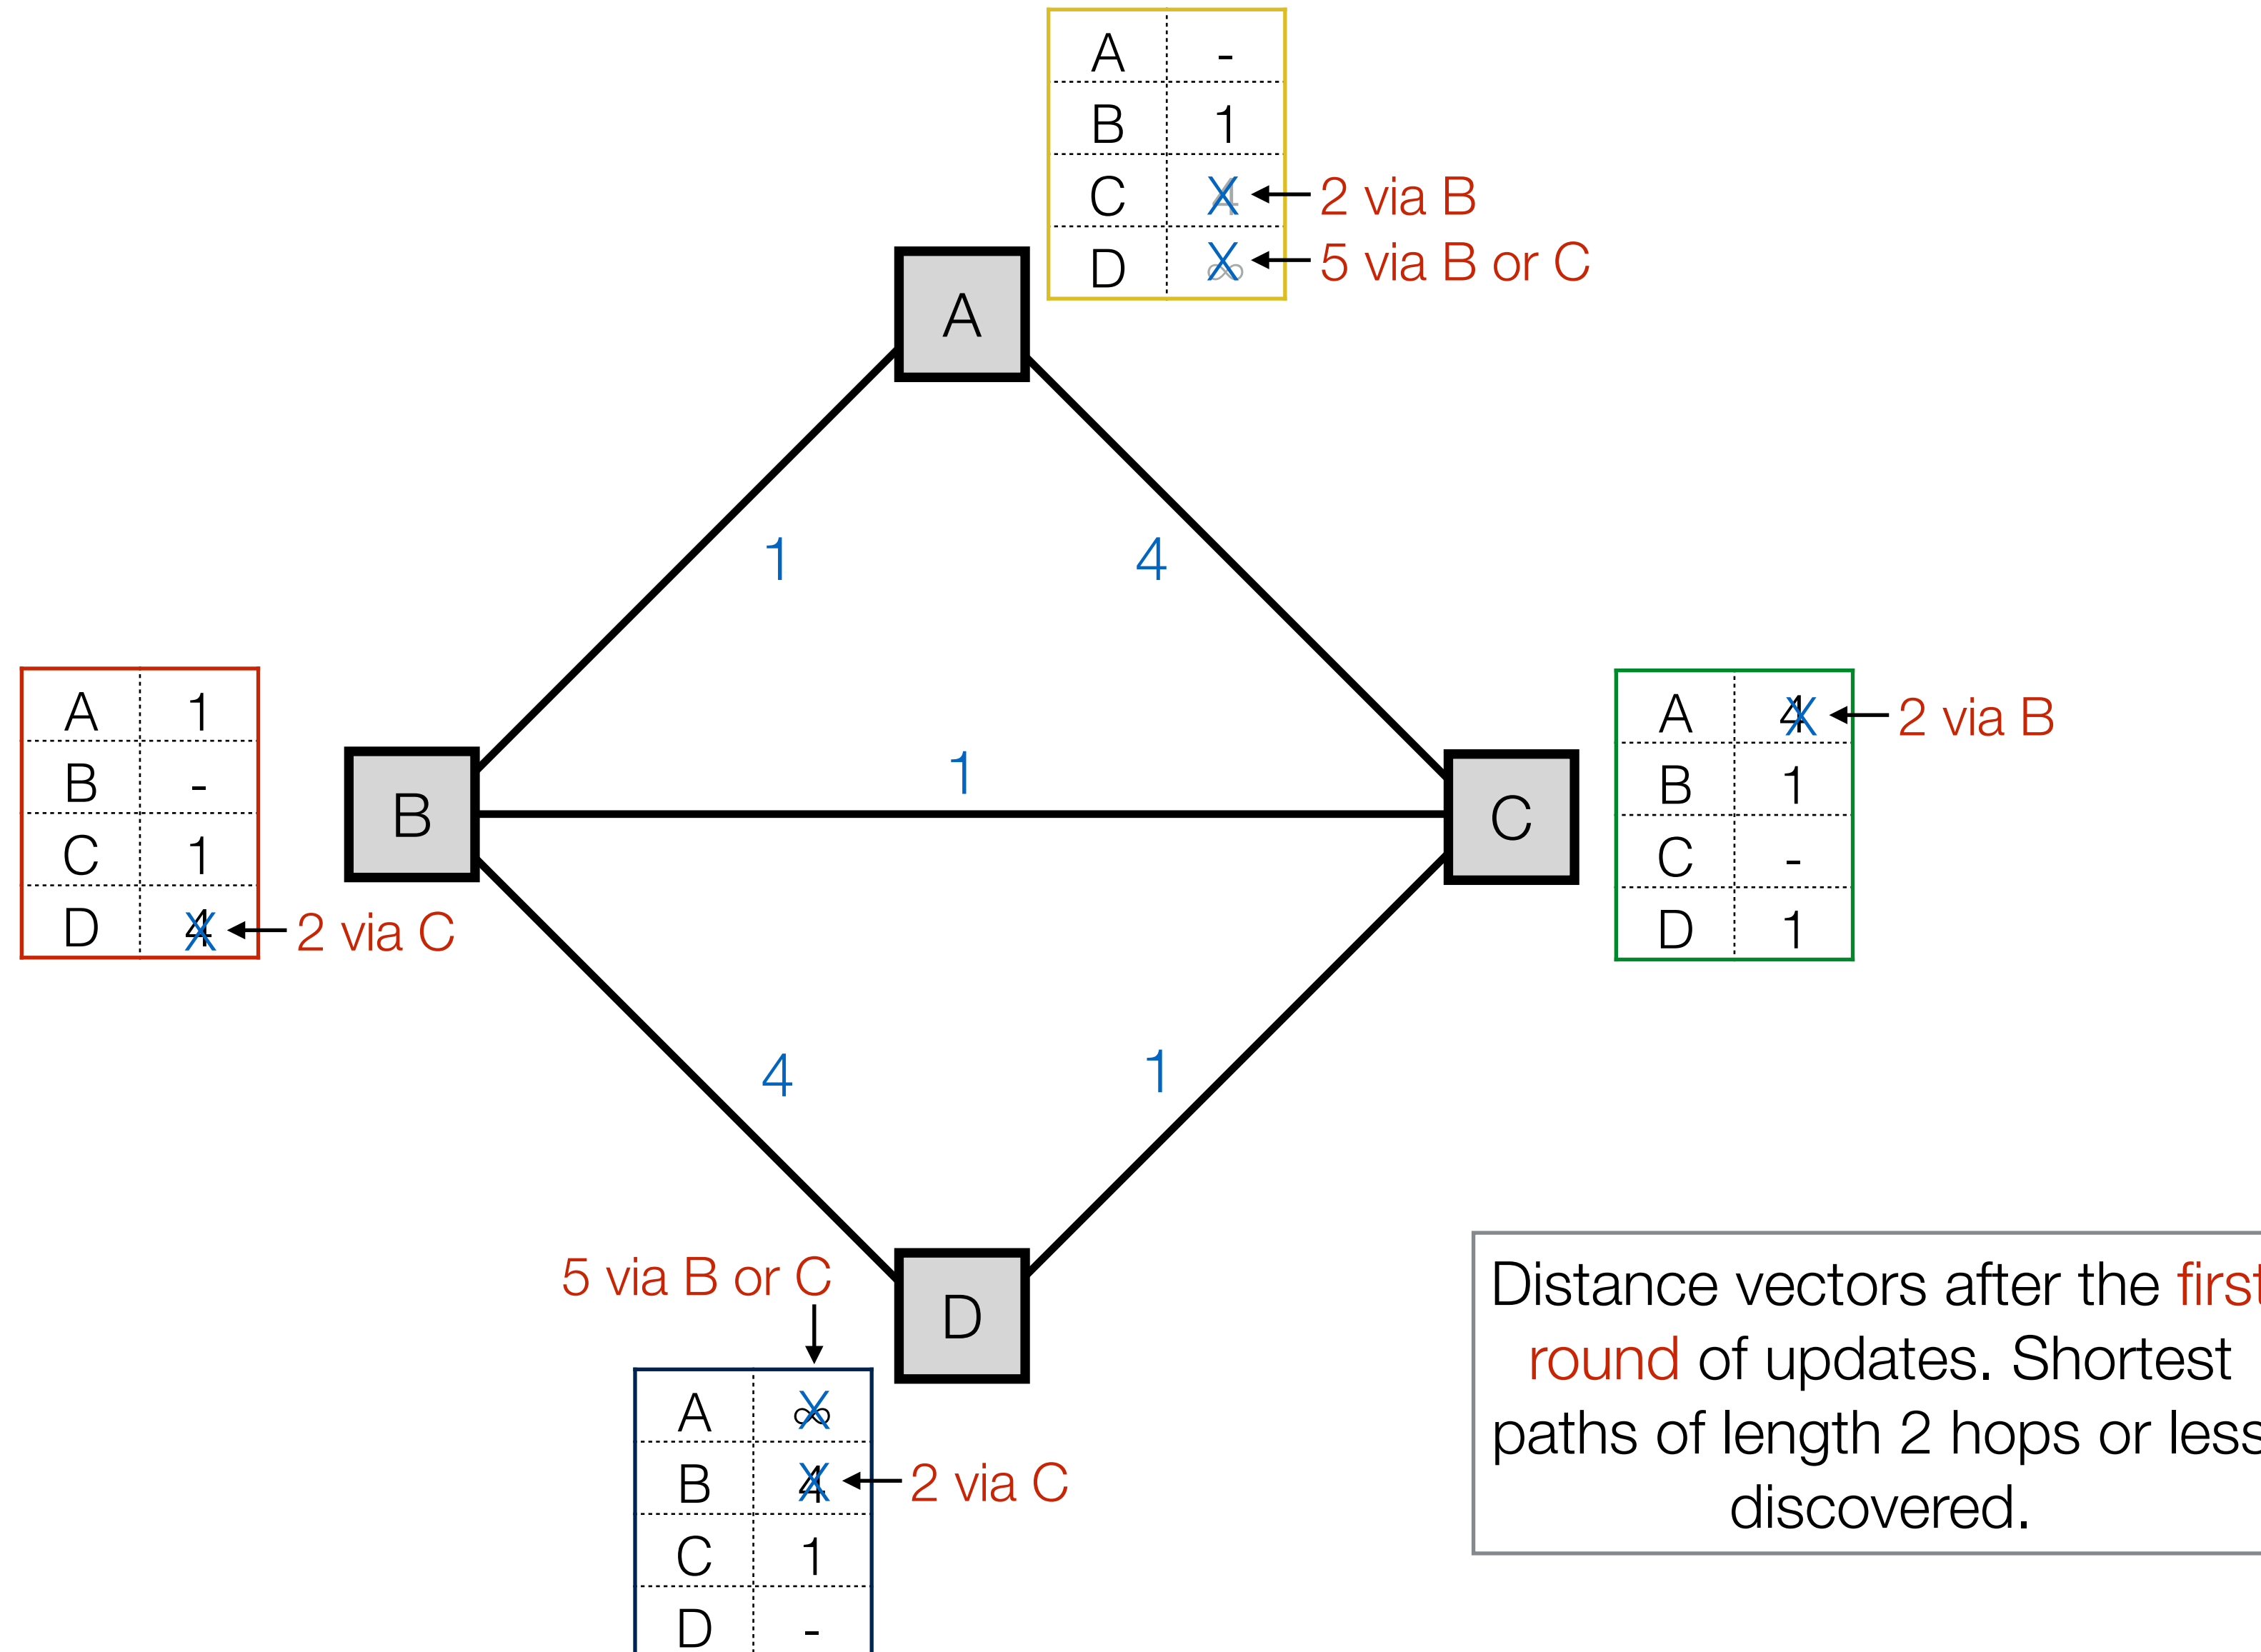 A -
B 1
C 4 2 via B
D ∞ 5 via B or C
A
1 4
A 1
B -
C 1
D 4 2 via C
B
1
C
A 4 2 via B
B 1
C -
D 1
4 1
5 via B or C
D
A ∞
B 4 2 via C
C 1
D -
Distance vectors after the first
round of updates. Shortest
paths of length 2 hops or less
discovered.